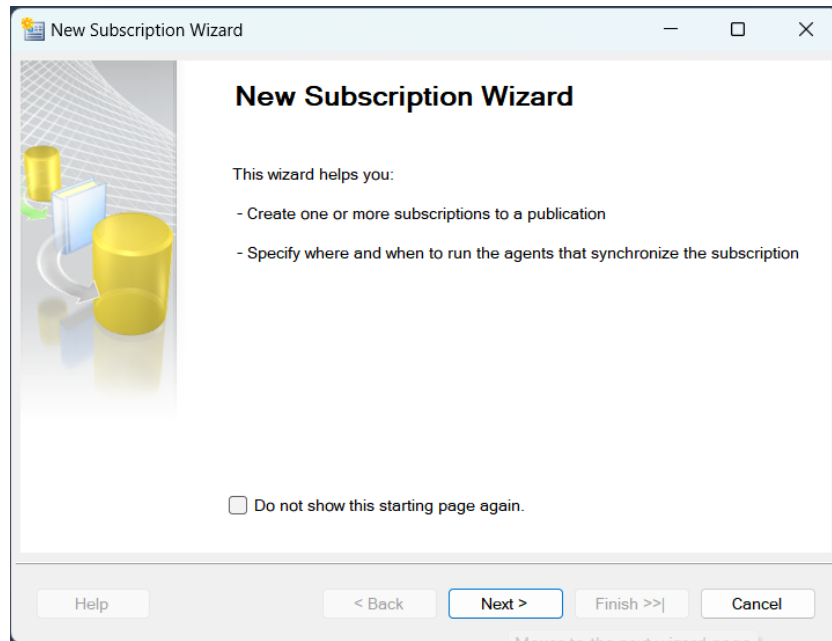 New Subscription Wizard
New Subscription Wizard
This wizard helps you:
- Create one or more subscriptions to a publication
- Specify where and when to run the agents that synchronize the subscription
Do not show this starting page again.
Help
< Back
Next >
Finish >>|
Cancel